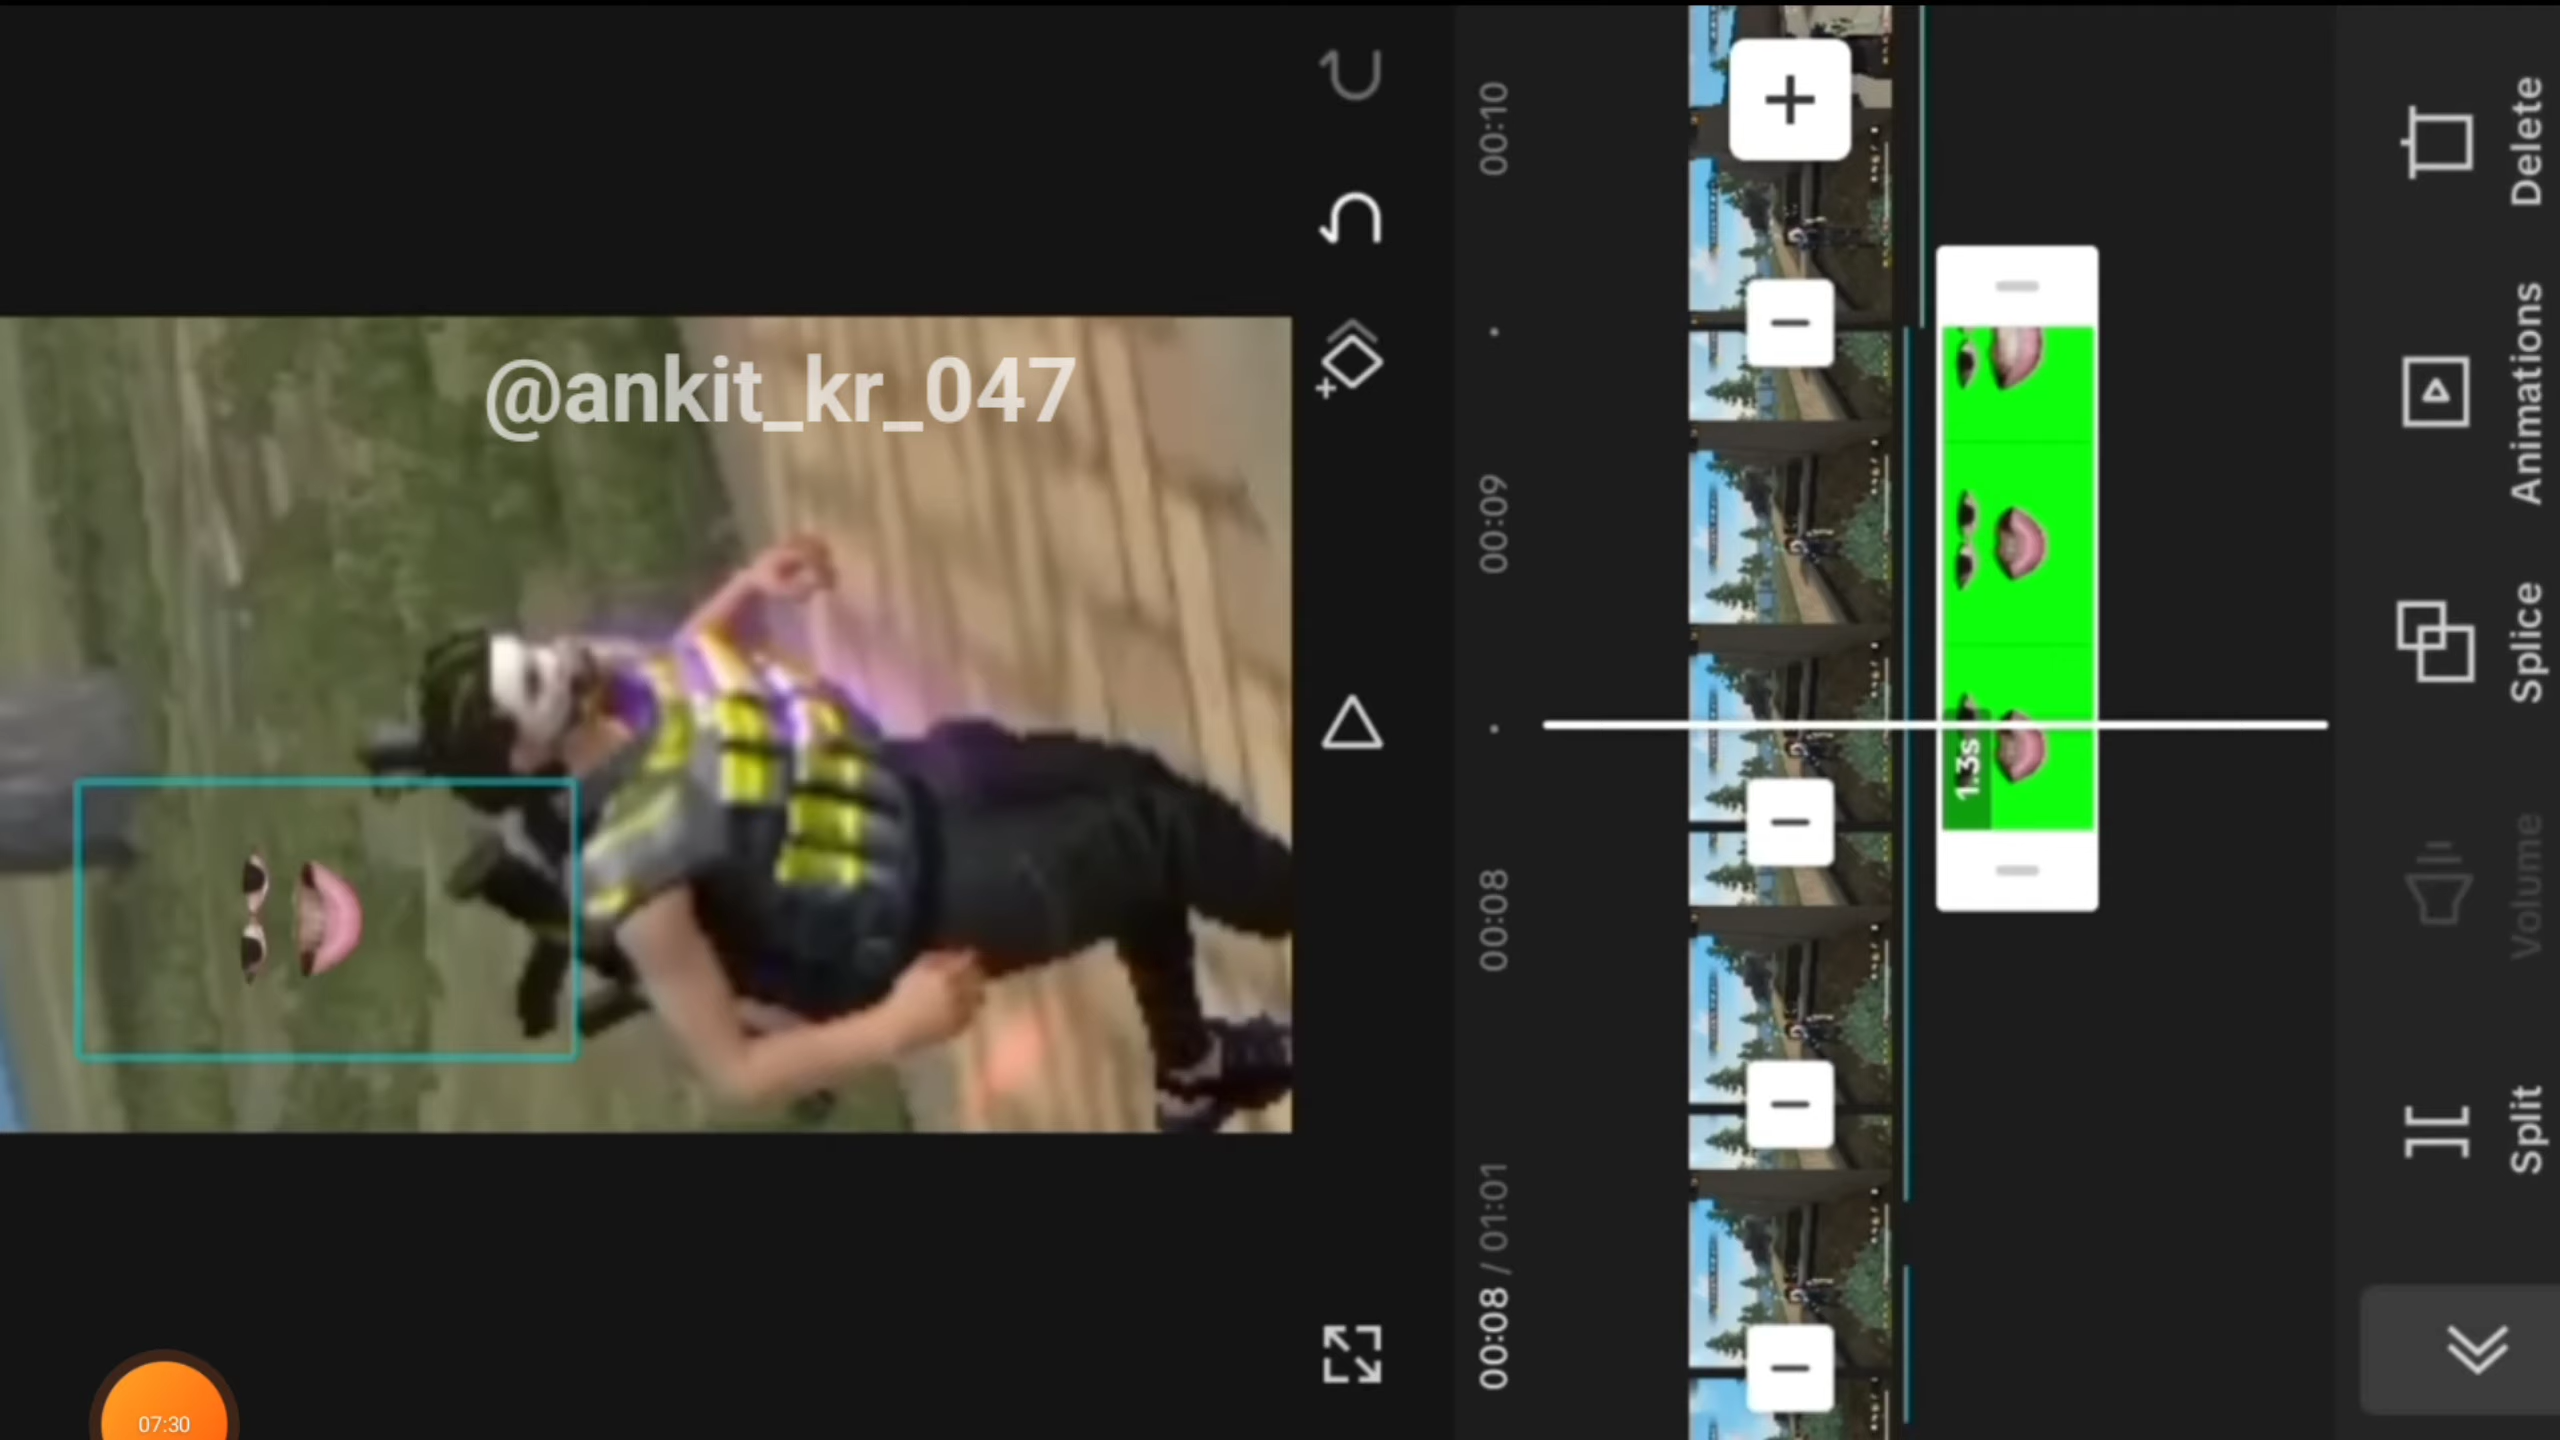 @ankit_kr_047
00:08 / 01:01
00:08
00:09
00:10
1.3s
Split
Volume
Splice
Animations
Delete
07:30